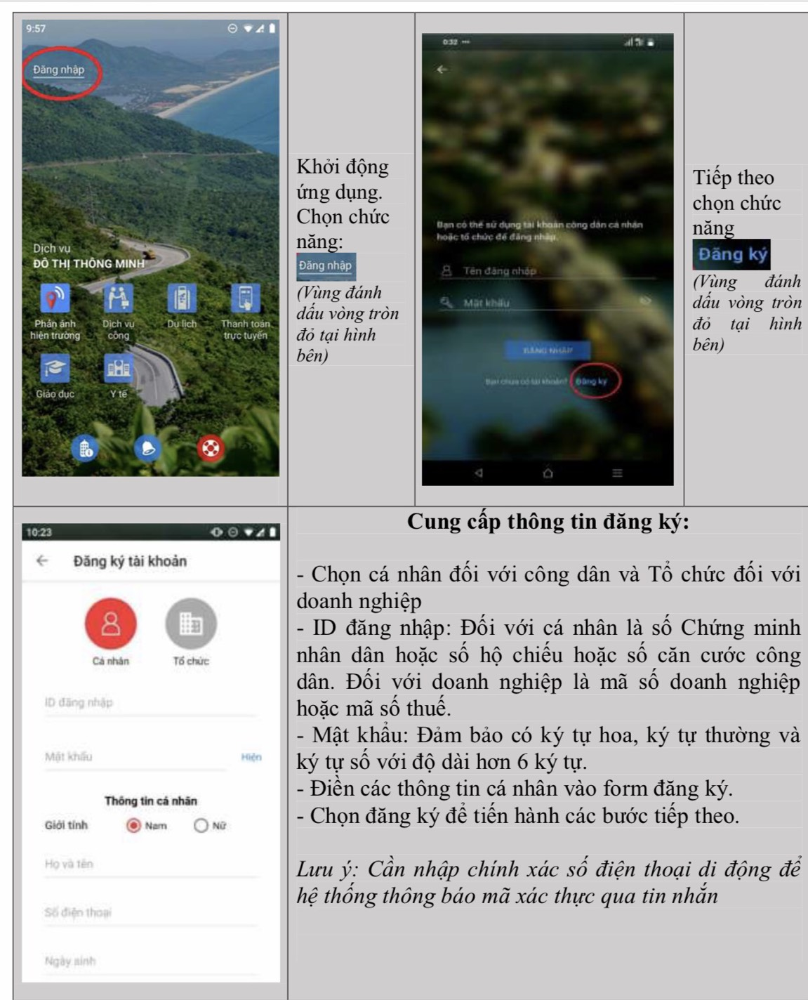 9:57
Đăng nhập
Dịch vụ
ĐÔ THỊ THÔNG MINH
Phản ánh
hiện trường
Dịch vụ
công
Du lịch
Thanh toán
trực tuyến
Giáo dục
Y tế
Khởi động
ứng dụng.
Chọn chức
năng:
Đăng nhập
(Vùng đánh
dấu vòng tròn
đỏ tại hình
bên)
0:32
Bạn có thể sử dụng tài khoản công dân cá nhân
hoặc tổ chức để đăng nhập.
Tên đăng nhập
Mật khẩu
ĐĂNG NHẬP
Bạn chưa có tài khoản? Đăng ký
Tiếp theo
chọn chức
năng
Đăng ký
(Vùng đánh
dấu vòng tròn
đỏ tại hình
bên)
10:23
Đăng ký tài khoản
Cá nhân
Tổ chức
ID đăng nhập
Mật khẩu
Hiện
Thông tin cá nhân
Giới tính
Nam
Nữ
Họ và tên
Số điện thoại
Ngày sinh
Cung cấp thông tin đăng ký:
- Chọn cá nhân đối với công dân và Tổ chức đối với
doanh nghiệp
- ID đăng nhập: Đối với cá nhân là số Chứng minh
nhân dân hoặc số hộ chiếu hoặc số căn cước công
dân. Đối với doanh nghiệp là mã số doanh nghiệp
hoặc mã số thuế.
- Mật khẩu: Đảm bảo có ký tự hoa, ký tự thường và
ký tự số với độ dài hơn 6 ký tự.
- Điền các thông tin cá nhân vào form đăng ký.
- Chọn đăng ký để tiến hành các bước tiếp theo.
Lưu ý: Cần nhập chính xác số điện thoại di động để
hệ thống thông báo mã xác thực qua tin nhắn